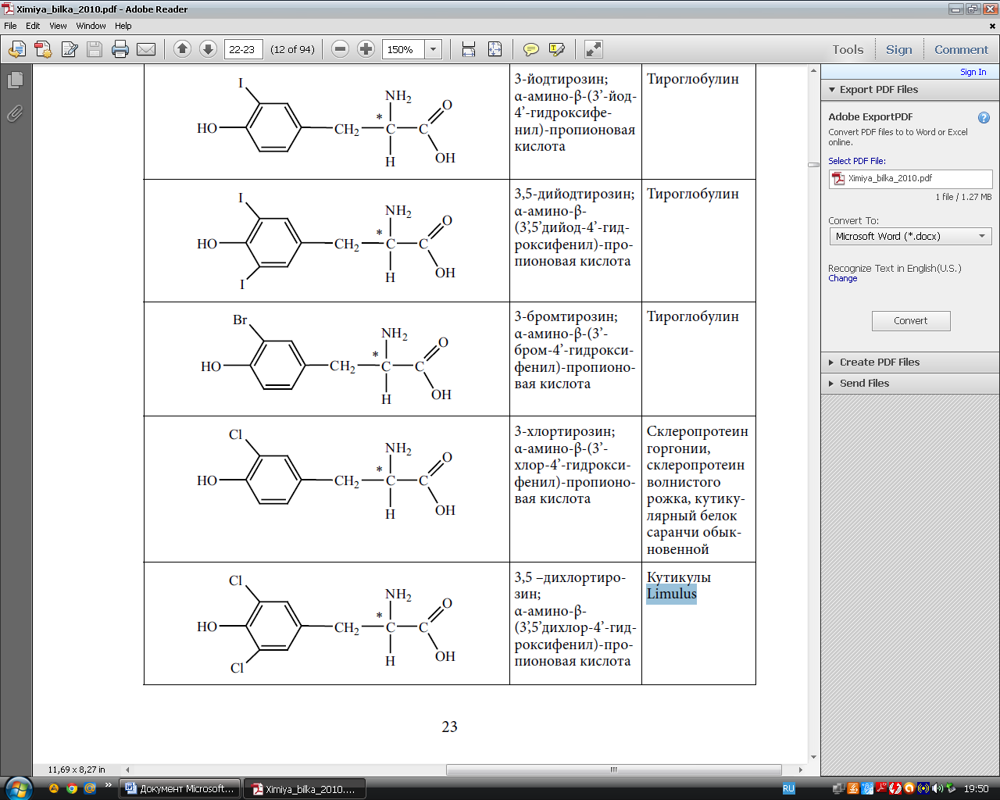 Ximiya_bilka_2010.pdf - Adobe Reader
File Edit View Window Help
22-23 (12 of 94) 150% Tools Sign Comment
I
HO
CH2
*
NH2
C
H
C
O
OH
3-йодтирозин;
α-амино-β-(3’-йод-
4’-гидроксифе-
нил)-пропионовая
кислота
Тироглобулин
I
HO
I
CH2
*
NH2
C
H
C
O
OH
3,5-дийодтирозин;
α-амино-β-
(3’,5’дийод-4’-гид-
роксифенил)-про-
пионовая кислота
Тироглобулин
Br
HO
CH2
*
NH2
C
H
C
O
OH
3-бромтирозин;
α-амино-β-(3’-
бром-4’-гидрокси-
фенил)-пропионо-
вая кислота
Тироглобулин
Cl
HO
CH2
*
NH2
C
H
C
O
OH
3-хлортирозин;
α-амино-β-(3’-
хлор-4’-гидрокси-
фенил)-пропионо-
вая кислота
Склеропротеин
горгонии,
склеропротеин
волнистого
рожка, кутику-
лярный белок
саранчи обык-
новенной
Cl
HO
Cl
CH2
*
NH2
C
H
C
O
OH
3,5 –дихлортиро-
зин;
α-амино-β-
(3’,5’дихлор-4’-гид-
роксифенил)-про-
пионовая кислота
Кутикулы
Limulus
23
Sign In
Export PDF Files
Adobe ExportPDF
Convert PDF files to to Word or Excel
online.
Select PDF File:
Ximiya_bilka_2010.pdf
1 file / 1.27 MB
Convert To:
Microsoft Word (*.docx)
Recognize Text in English(U.S.)
Change
Convert
Create PDF Files
Send Files
11,69 x 8,27 in
Документ Microsoft... Ximiya_bilka_2010.... RU 19:50